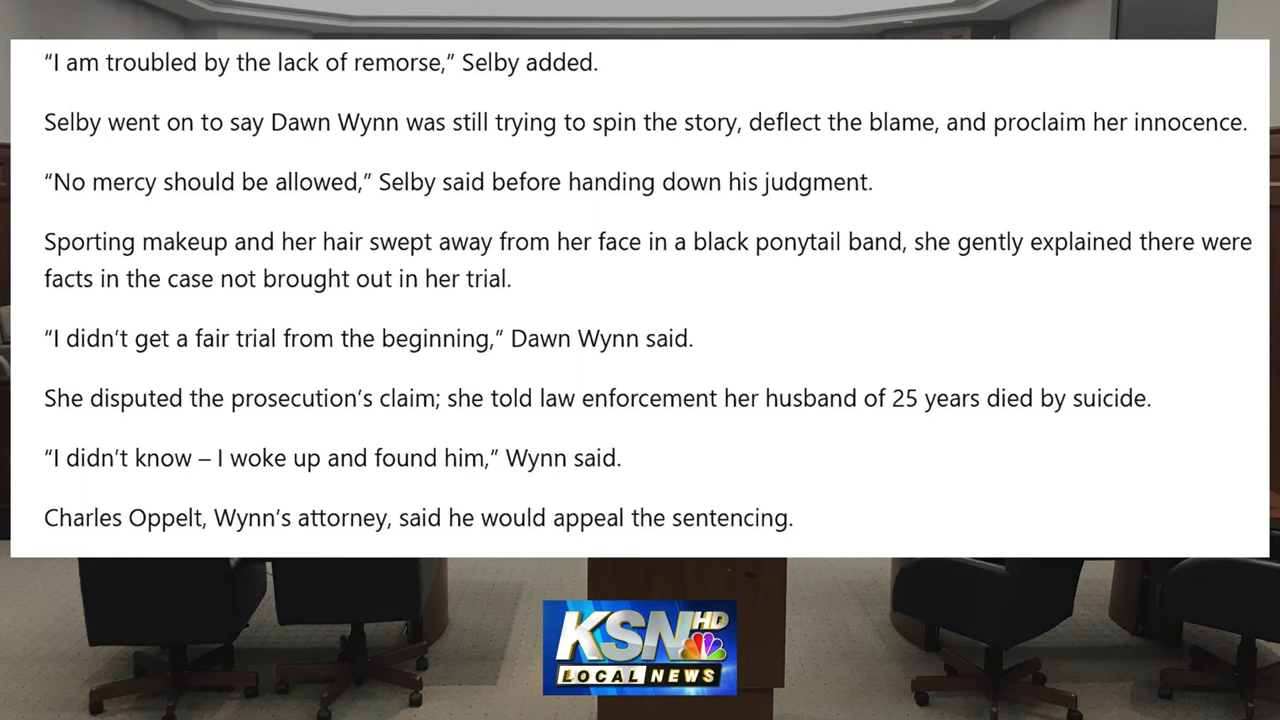 “I am troubled by the lack of remorse,” Selby added.
Selby went on to say Dawn Wynn was still trying to spin the story, deflect the blame, and proclaim her innocence.
“No mercy should be allowed,” Selby said before handing down his judgment.
Sporting makeup and her hair swept away from her face in a black ponytail band, she gently explained there were
facts in the case not brought out in her trial.
“I didn’t get a fair trial from the beginning,” Dawn Wynn said.
She disputed the prosecution’s claim; she told law enforcement her husband of 25 years died by suicide.
“I didn’t know – I woke up and found him,” Wynn said.
Charles Oppelt, Wynn’s attorney, said he would appeal the sentencing.
KSN HD
LOCAL NEWS